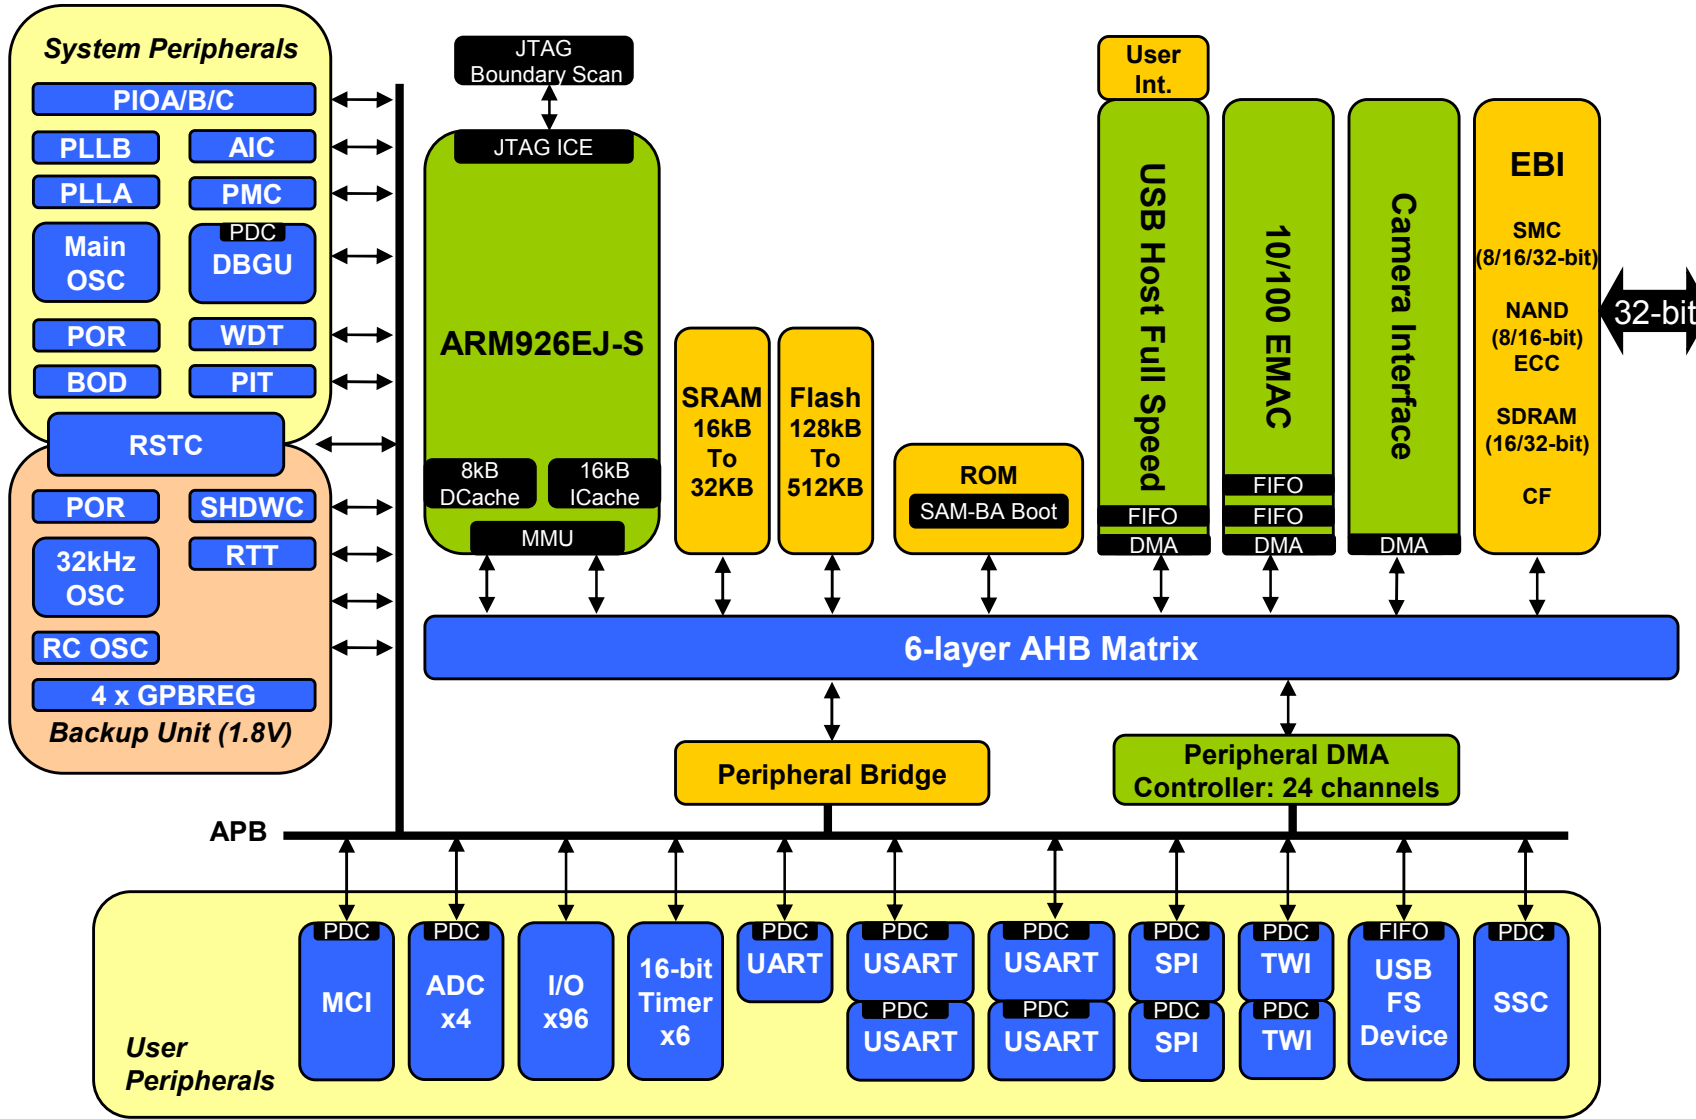 System Peripherals
PIOA/B/C
PLLB
AIC
PLLA
PMC
Main
OSC
PDC
DBGU
POR
WDT
BOD
PIT
RSTC
POR
SHDWC
32kHz
OSC
RTT
RC OSC
4 x GPBREG
Backup Unit (1.8V)
JTAG
Boundary Scan
JTAG ICE
ARM926EJ-S
8kB
DCache
16kB
ICache
MMU
SRAM
16kB
To
32KB
Flash
128kB
To
512KB
ROM
SAM-BA Boot
User
Int.
USB Host Full Speed
FIFO
DMA
10/100 EMAC
FIFO
FIFO
DMA
Camera Interface
DMA
EBI
SMC
(8/16/32-bit)
NAND
(8/16-bit)
ECC
SDRAM
(16/32-bit)
CF
32-bit
6-layer AHB Matrix
Peripheral Bridge
Peripheral DMA
Controller: 24 channels
APB
User
Peripherals
PDC
MCI
PDC
ADC
x4
I/O
x96
16-bit
Timer
x6
PDC
UART
PDC
USART
PDC
USART
PDC
USART
PDC
USART
PDC
SPI
PDC
SPI
PDC
TWI
PDC
TWI
FIFO
USB
FS
Device
PDC
SSC